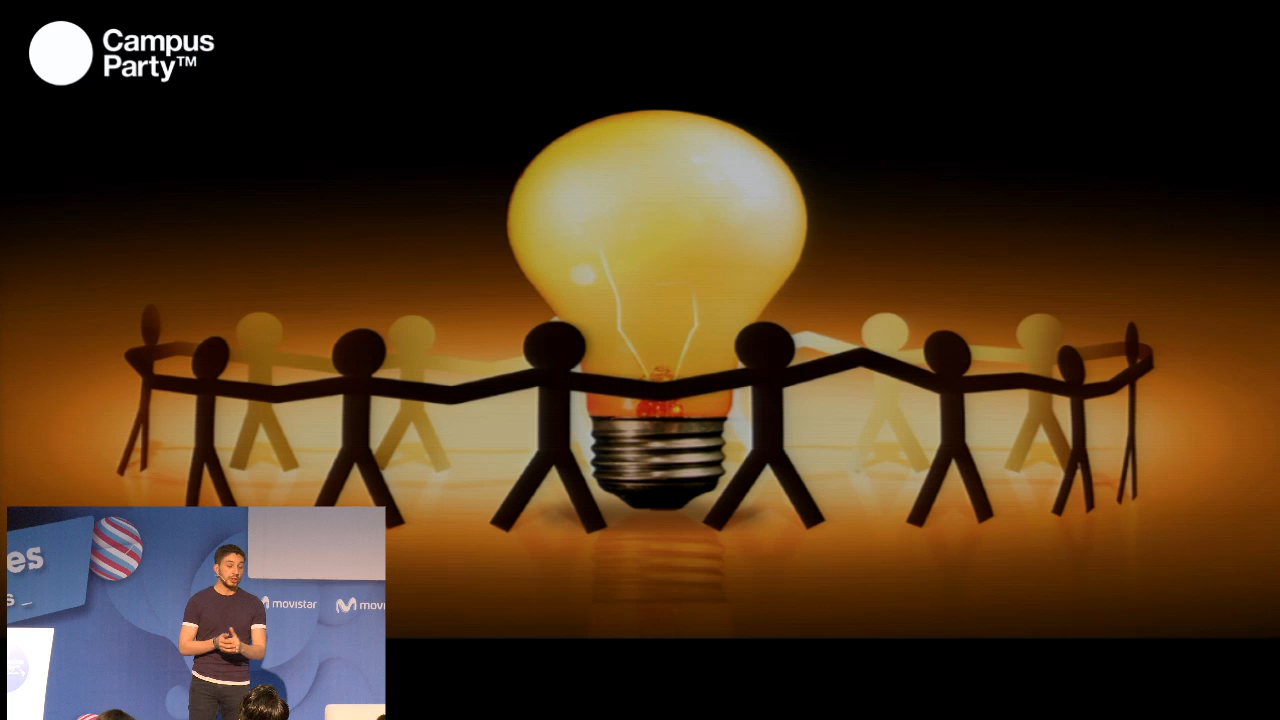 Campus
Party™
es
s _
movistar
movi